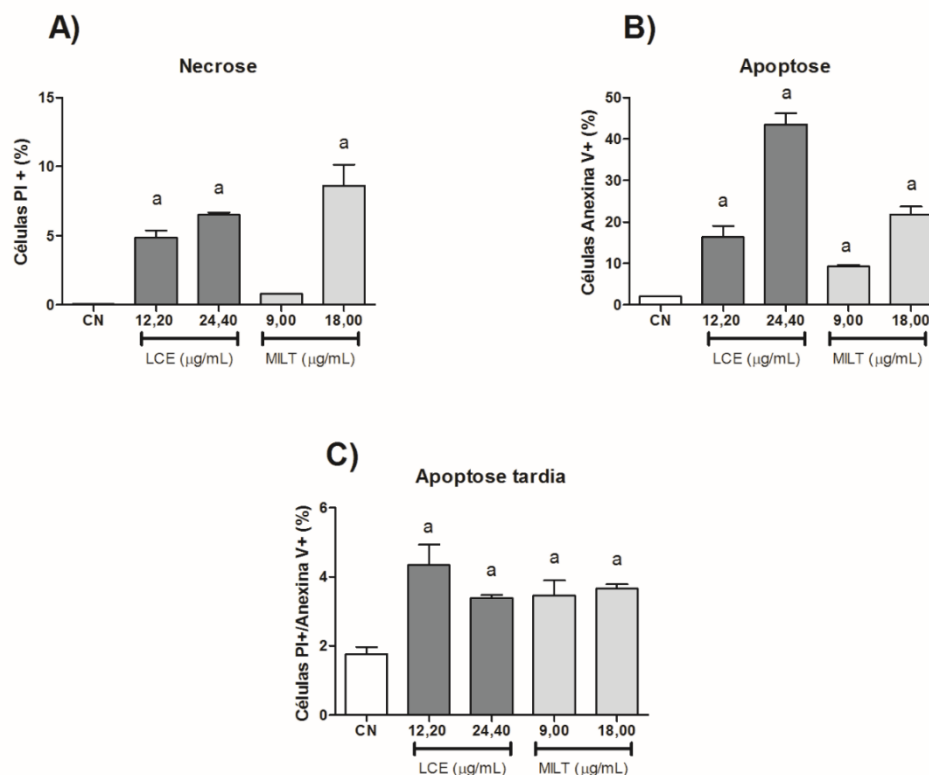 A)
Necrose
Células PI + (%)
15
10
5
0
a
a
a
CN
12,20
24,40
9,00
18,00
LCE (µg/mL)
MILT (µg/mL)
B)
Apoptose
Células Anexina V+ (%)
50
40
30
20
10
0
a
a
a
a
CN
12,20
24,40
9,00
18,00
LCE (µg/mL)
MILT (µg/mL)
C)
Apoptose tardia
Células PI+/Anexina V+ (%)
6
4
2
0
a
a
a
a
CN
12,20
24,40
9,00
18,00
LCE (µg/mL)
MILT (µg/mL)